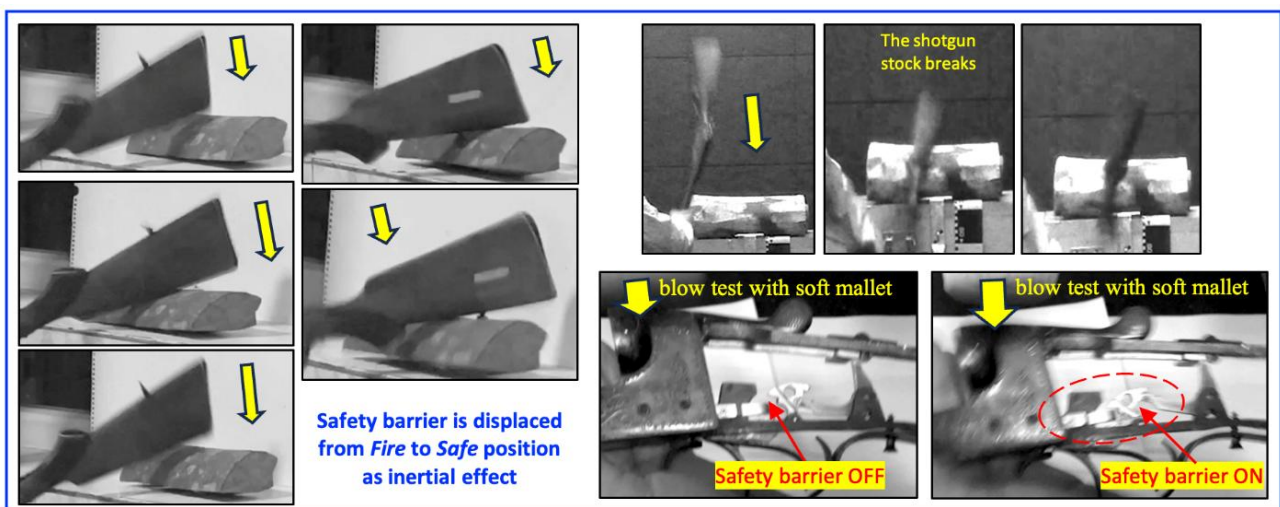 The shotgun
stock breaks
Safety barrier is displaced
from Fire to Safe position
as inertial effect
blow test with soft mallet
Safety barrier OFF
blow test with soft mallet
Safety barrier ON